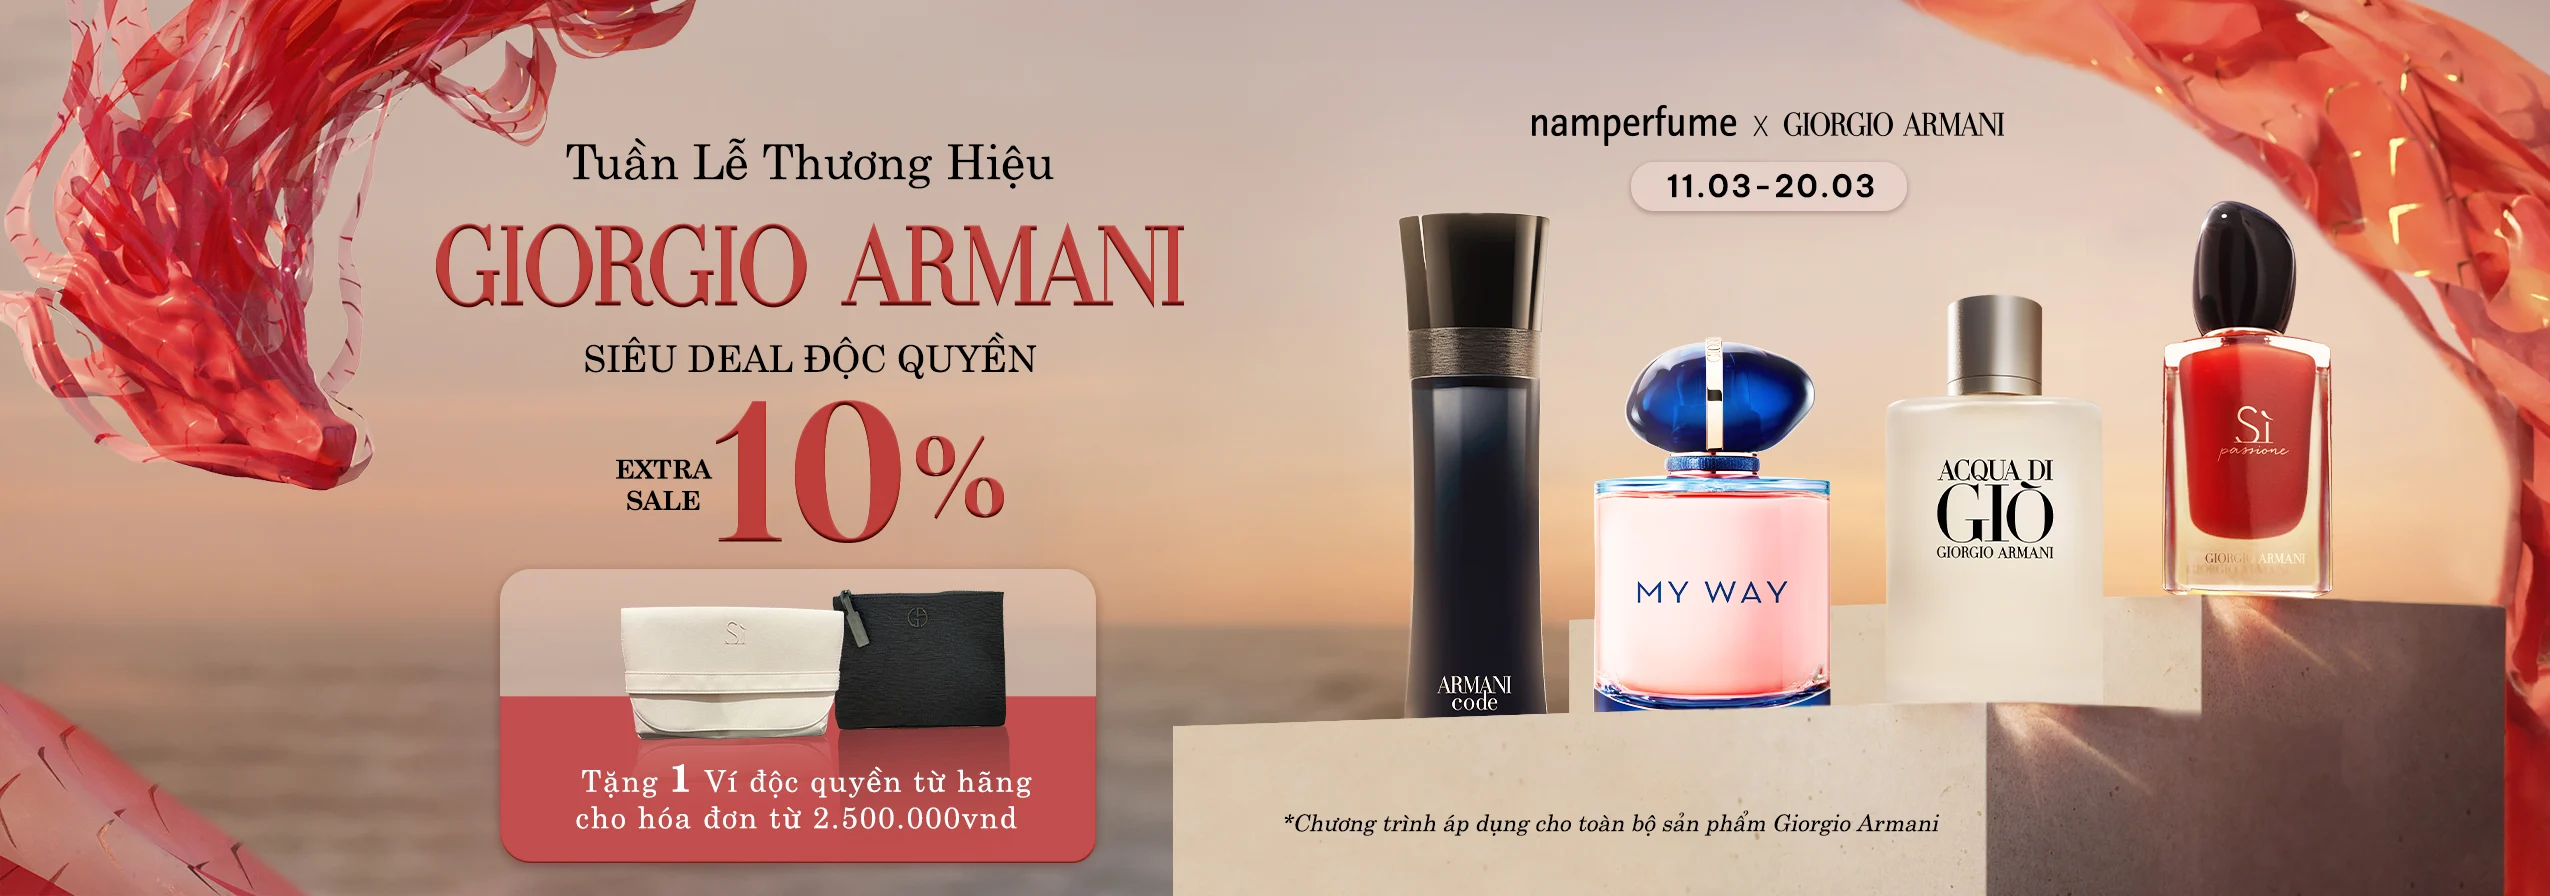 Tuần Lễ Thương Hiệu
GIORGIO ARMANI
SIÊU DEAL ĐỘC QUYỀN
EXTRA
SALE
10%
Sì
Tặng 1 Ví độc quyền từ hãng
cho hóa đơn từ 2.500.000vnd
namperfume x GIORGIO ARMANI
11.03-20.03
ARMANI
code
MY WAY
ACQUA DI
GIÒ
GIORGIO ARMANI
Sì
passione
GIORGIO ARMANI
*Chương trình áp dụng cho toàn bộ sản phẩm Giorgio Armani